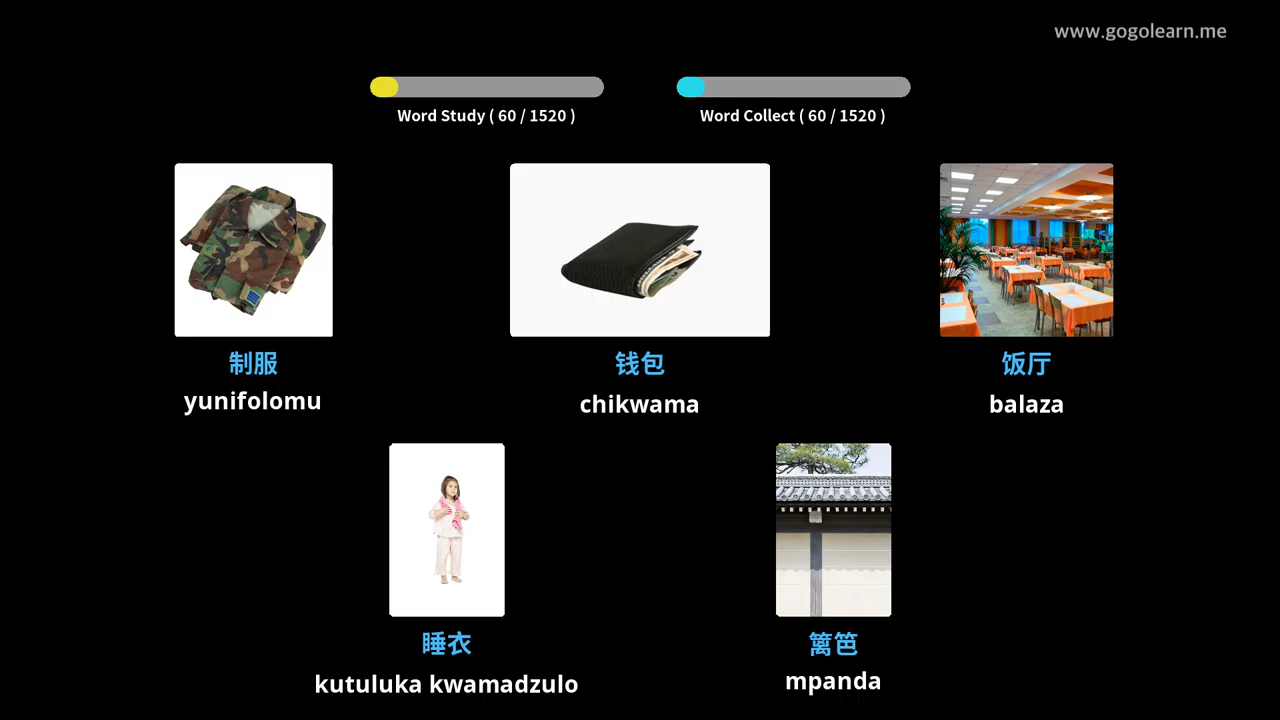 www.gogolearn.me
Word Study ( 60 / 1520 )
Word Collect ( 60 / 1520 )
制服
yunifolomu
钱包
chikwama
饭厅
balaza
睡衣
kutuluka kwamadzulo
篱笆
mpanda